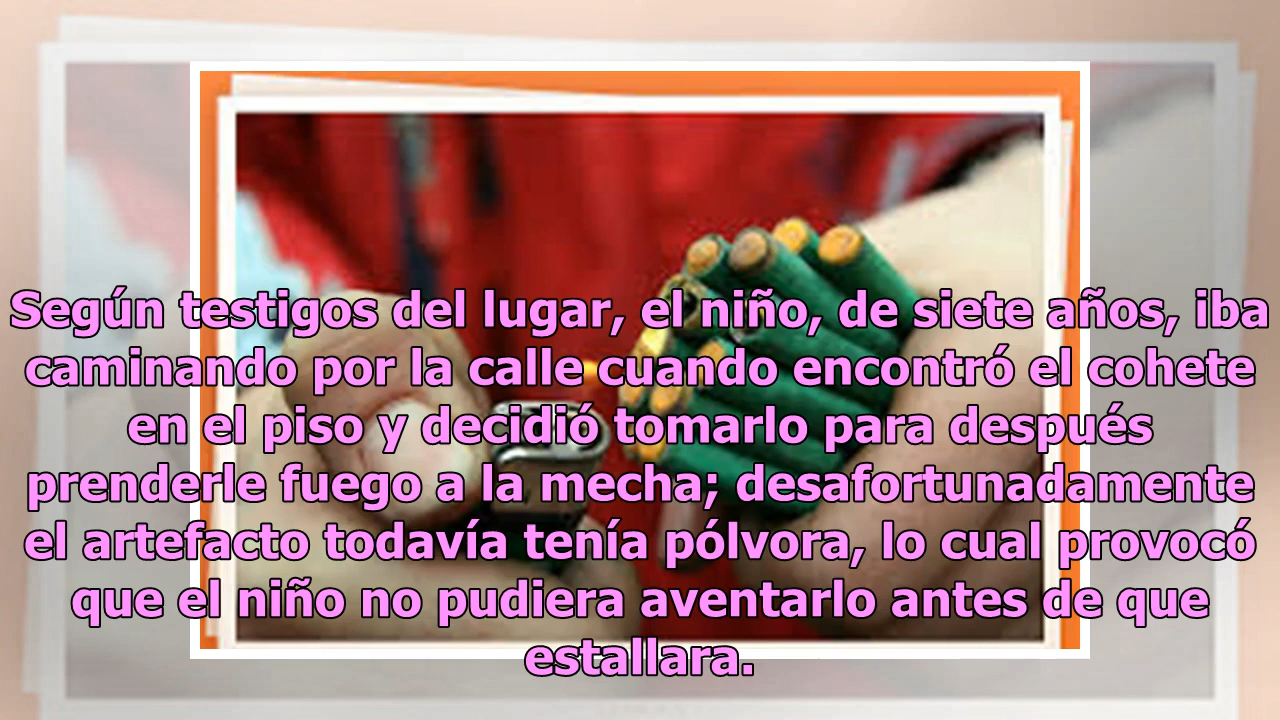 Según testigos del lugar, el niño, de siete años, iba
caminando por la calle cuando encontró el cohete
en el piso y decidió tomarlo para después
prenderle fuego a la mecha; desafortunadamente
el artefacto todavía tenía pólvora, lo cual provocó
que el niño no pudiera aventarlo antes de que
estallara.